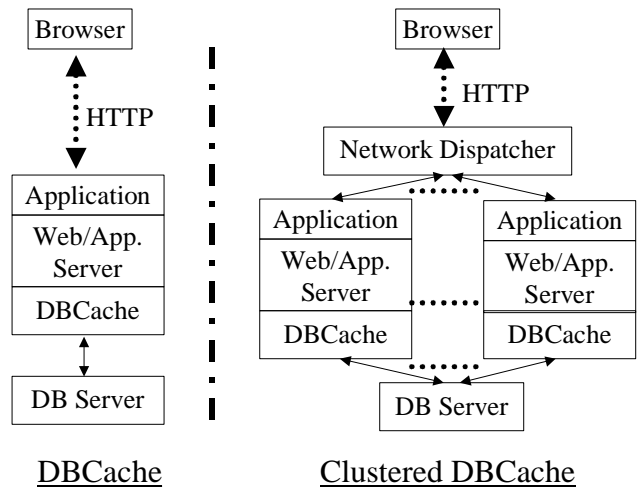 Browser
HTTP
Application
Web/App.
Server
DBCache
DB Server
DBCache
Browser
HTTP
Network Dispatcher
Application
Web/App.
Server
DBCache
Application
Web/App.
Server
DBCache
DB Server
Clustered DBCache